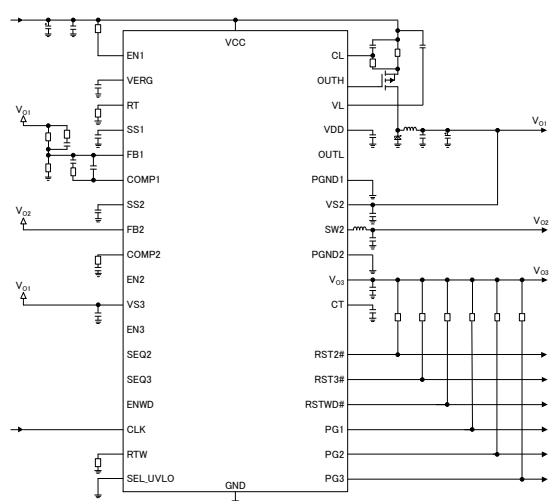 VCC
EN1
VERG
RT
SS1
FB1
COMP1
SS2
FB2
COMP2
EN2
VS3
EN3
SEQ2
SEQ3
ENWD
CLK
RTW
SEL_UVLO
GND
CL
OUTH
VL
VDD
OUTL
PGND1
VS2
SW2
PGND2
VO3
CT
RST2#
RST3#
RSTWD#
PG1
PG2
PG3
VO1
VO2
VO1
VO1
VO2
VO3